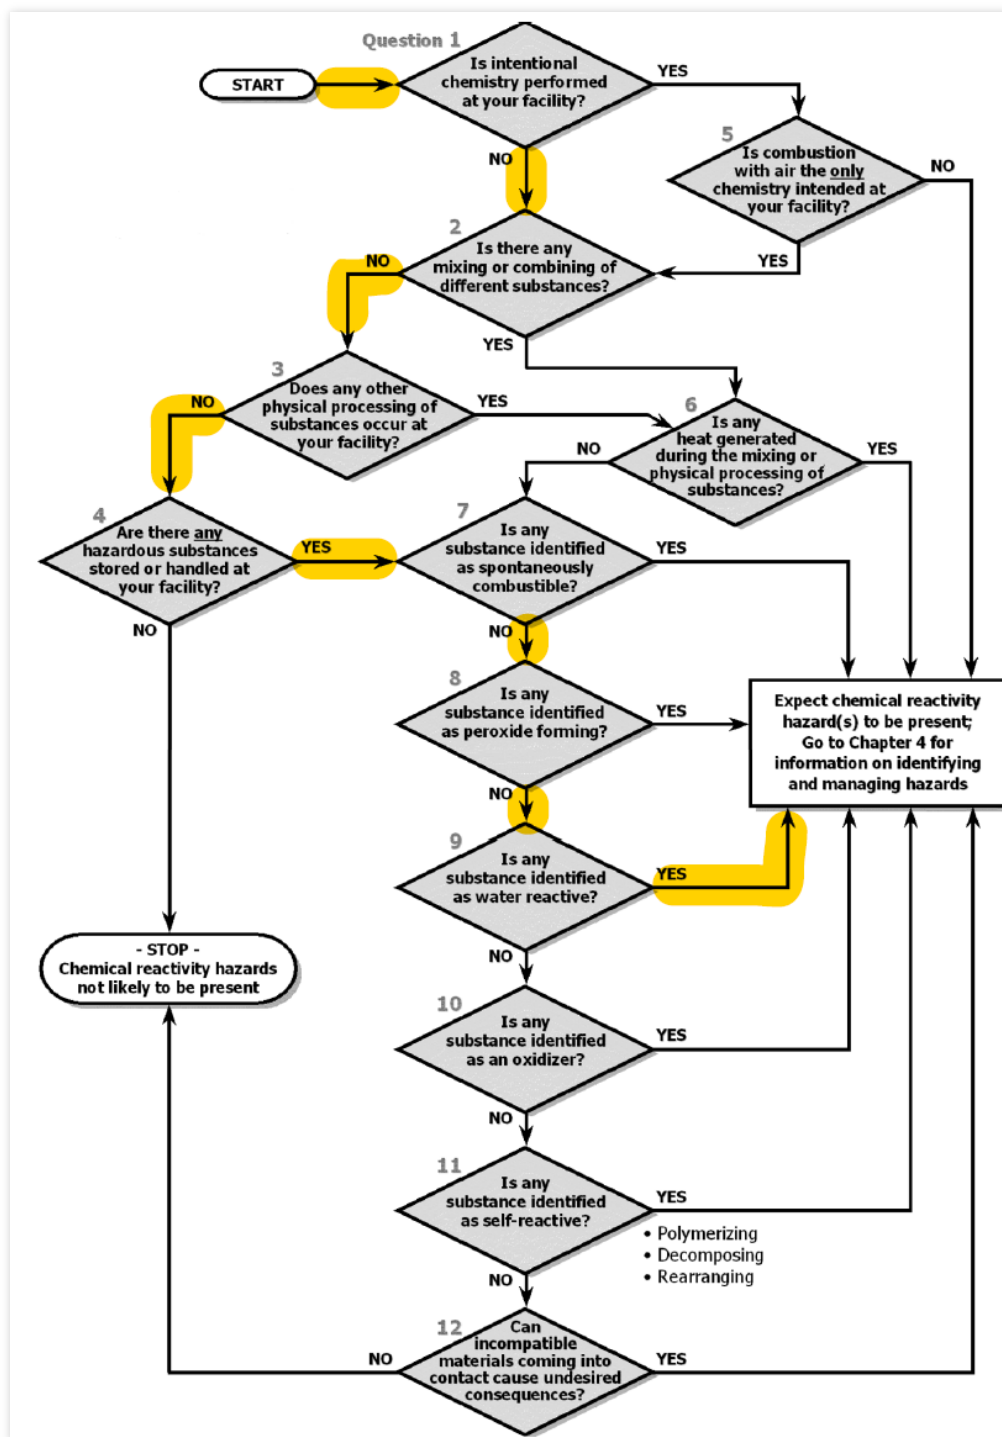 Question 1
START
Is intentional
chemistry performed
at your facility?
YES
NO
5
Is combustion
with air the only
chemistry intended at
your facility?
NO
YES
2
Is there any
mixing or combining of
different substances?
NO
YES
3
Does any other
physical processing of
substances occur at
your facility?
NO
YES
6
Is any
heat generated
during the mixing or
physical processing of
substances?
NO
YES
4
Are there any
hazardous substances
stored or handled at
your facility?
YES
NO
7
Is any
substance identified
as spontaneously
combustible?
YES
NO
8
Is any
substance identified
as peroxide forming?
YES
NO
Expect chemical reactivity
hazard(s) to be present;
Go to Chapter 4 for
information on identifying
and managing hazards
9
Is any
substance identified
as water reactive?
YES
NO
- STOP -
Chemical reactivity hazards
not likely to be present
10
Is any
substance identified
as an oxidizer?
YES
NO
11
Is any
substance identified
as self-reactive?
YES
• Polymerizing
• Decomposing
• Rearranging
NO
12
Can
incompatible
materials coming into
contact cause undesired
consequences?
NO
YES